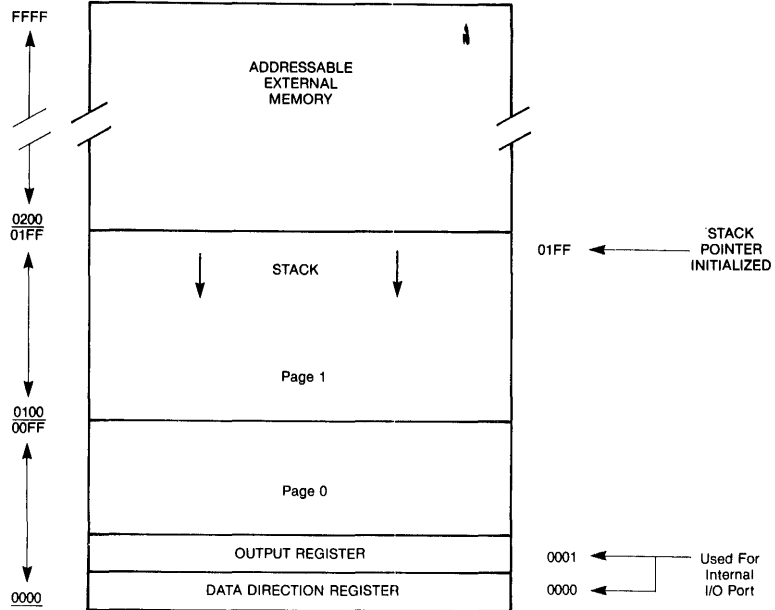 FFFF
ADDRESSABLE
EXTERNAL
MEMORY
0200
01FF
STACK
01FF
STACK
POINTER
INITIALIZED
Page 1
0100
00FF
Page 0
OUTPUT REGISTER
0001
Used For
Internal
I/O Port
DATA DIRECTION REGISTER
0000
0000